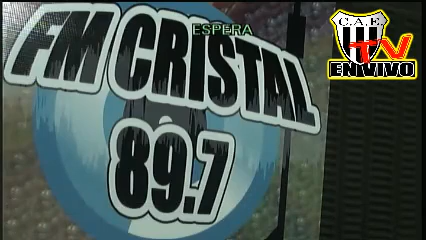 ESPERA
FM CRISTAL
89.7
C.A.E.
TV
EN VIVO